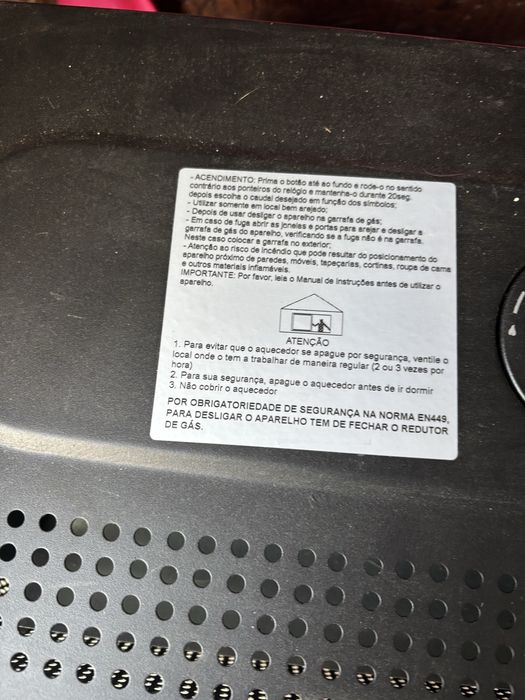 - ACENDIMENTO: Prima o botão até ao fundo e rode-o no sentido
contrário aos ponteiros do relógio e mantenha-o durante 20seg.
depois escolha o caudal desejado em função dos símbolos;
- Utilizar somente em local bem arejado;
- Depois de usar desligar o aparelho na garrafa de gás;
- Em caso de fuga abrir as janelas e portas para arejar e desligar a
garrafa de gás do aparelho, verificando se a fuga não é na garrafa.
Neste caso colocar a garrafa no exterior;
- Atenção ao risco de incêndio que pode resultar do posicionamento do
aparelho próximo de paredes, móveis, tapeçarias, cortinas, roupa de cama
e outros materiais inflamáveis.
IMPORTANTE: Por favor, leia o Manual de Instruções antes de utilizar o
aparelho.
ATENÇÃO
1. Para evitar que o aquecedor se apague por segurança, ventile o
local onde o tem a trabalhar de maneira regular (2 ou 3 vezes por
hora)
2. Para sua segurança, apague o aquecedor antes de ir dormir
3. Não cobrir o aquecedor
POR OBRIGATORIEDADE DE SEGURANÇA NA NORMA EN449,
PARA DESLIGAR O APARELHO TEM DE FECHAR O REDUTOR
DE GÁS.